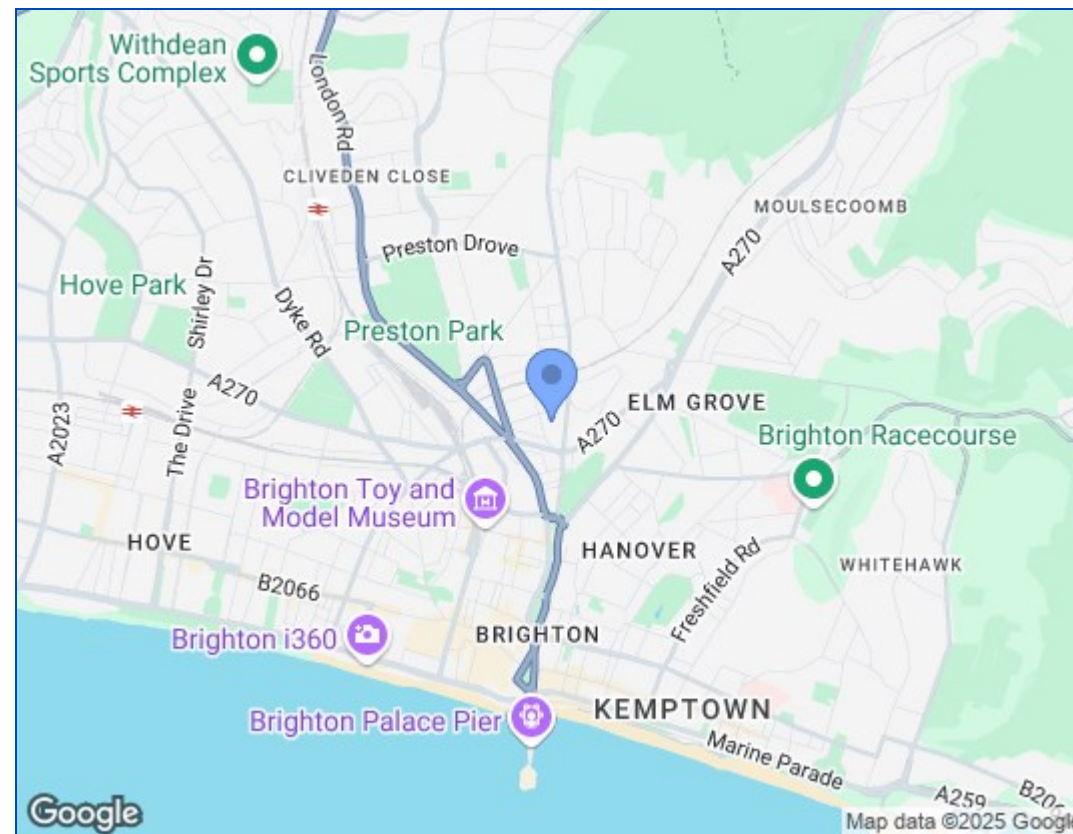 Withdean
Sports Complex
London Rd
CLIVEDEN CLOSE
MOULSECOOMB
A270
Preston Drove
Hove Park
Shirley Dr
Dyke Rd
Preston Park
A270
The Drive
A2023
ELM GROVE
A270
Brighton Racecourse
Brighton Toy and
Model Museum
HOVE
HANOVER
Freshfield Rd
WHITEHAWK
B2066
Brighton i360
BRIGHTON
Brighton Palace Pier
KEMPTOWN
Marine Parade
A259
Google
Map data ©2025 Google